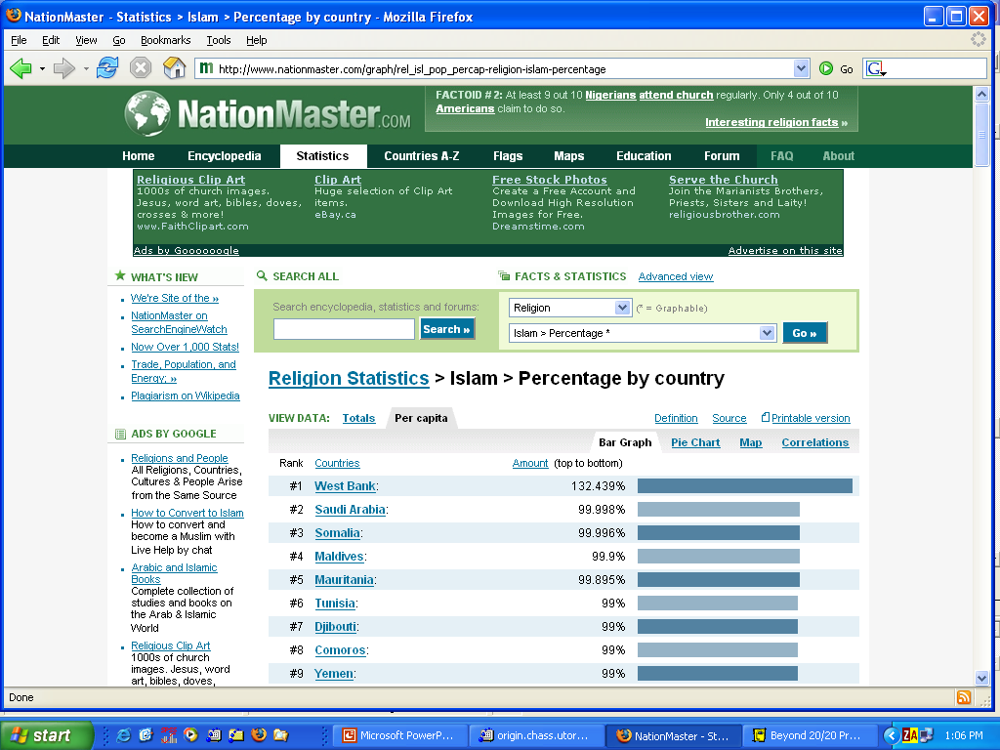 NationMaster - Statistics > Islam > Percentage by country - Mozilla Firefox
File Edit View Go Bookmarks Tools Help
http://www.nationmaster.com/graph/rel_isl_pop_percap-religion-islam-percentage Go G
NationMaster.COM
FACTOID #2: At least 9 out 10 Nigerians attend church regularly. Only 4 out of 10
Americans claim to do so.
Interesting religion facts »
Home Encyclopedia Statistics Countries A-Z Flags Maps Education Forum FAQ About
Religious Clip Art
1000s of church images.
Jesus, word art, bibles, doves,
crosses & more!
www.FaithClipart.com
Clip Art
Huge selection of Clip Art
items.
eBay.ca
Free Stock Photos
Create a Free Account and
Download High Resolution
Images for Free.
Dreamstime.com
Serve the Church
Join the Marianists Brothers,
Priests, Sisters and Laity!
religiousbrother.com
Ads by Goooooogle
Advertise on this site
WHAT'S NEW
We're Site of the »
NationMaster on
SearchEngineWatch
Now Over 1,000 Stats!
Trade, Population, and
Energy; »
Plagiarism on Wikipedia
ADS BY GOOGLE
Religions and People
All Religions, Countries,
Cultures & People Arise
from the Same Source
How to Convert to Islam
How to convert and
become a Muslim with
Live Help by chat
Arabic and Islamic
Books
Complete collection of
studies and books on
the Arab & Islamic
World
Religious Clip Art
1000s of church
images. Jesus, word
art, bibles, doves,
SEARCH ALL
Search encyclopedia, statistics and forums:
Search »
FACTS & STATISTICS Advanced view
Religion (* = Graphable)
Islam > Percentage * Go »
Religion Statistics > Islam > Percentage by country
VIEW DATA: Totals Per capita
Definition Source Printable version
Bar Graph Pie Chart Map Correlations
Rank Countries Amount (top to bottom)
#1 West Bank: 132.439%
#2 Saudi Arabia: 99.998%
#3 Somalia: 99.996%
#4 Maldives: 99.9%
#5 Mauritania: 99.895%
#6 Tunisia: 99%
#7 Djibouti: 99%
#8 Comoros: 99%
#9 Yemen: 99%
Done
start Microsoft PowerP... origin.chass.utor... NationMaster - St... Beyond 20/20 Pr... ZA 1:06 PM